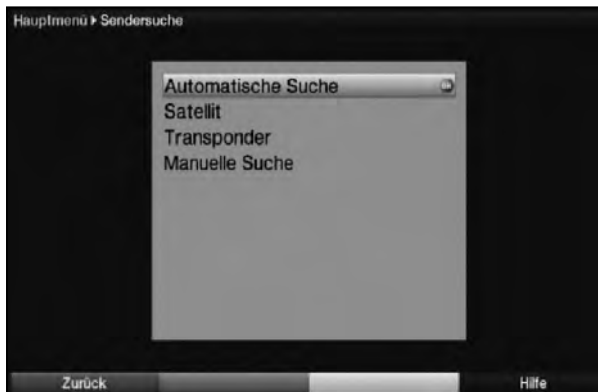 Hauptmenü Sendersuche
Automatische Suche
Satellit
Transponder
Manuelle Suche
Zurück Hilfe